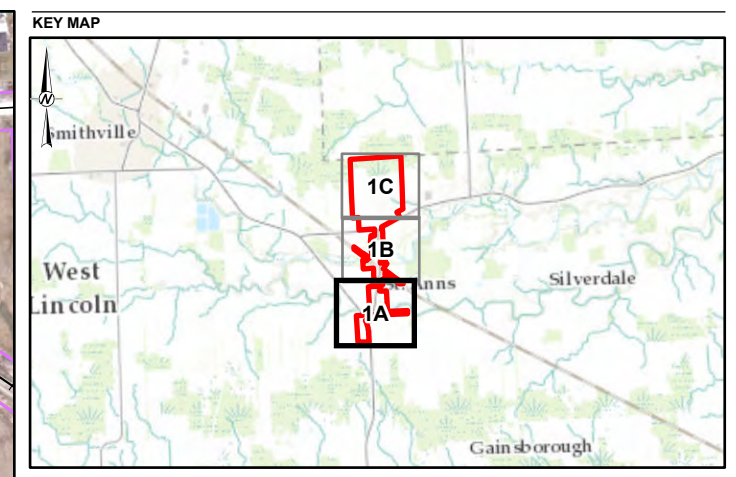 KEY MAP
N
Smithville
1C
1B
West
Lincoln
St. Anns
Silverdale
1A
Gainsborough